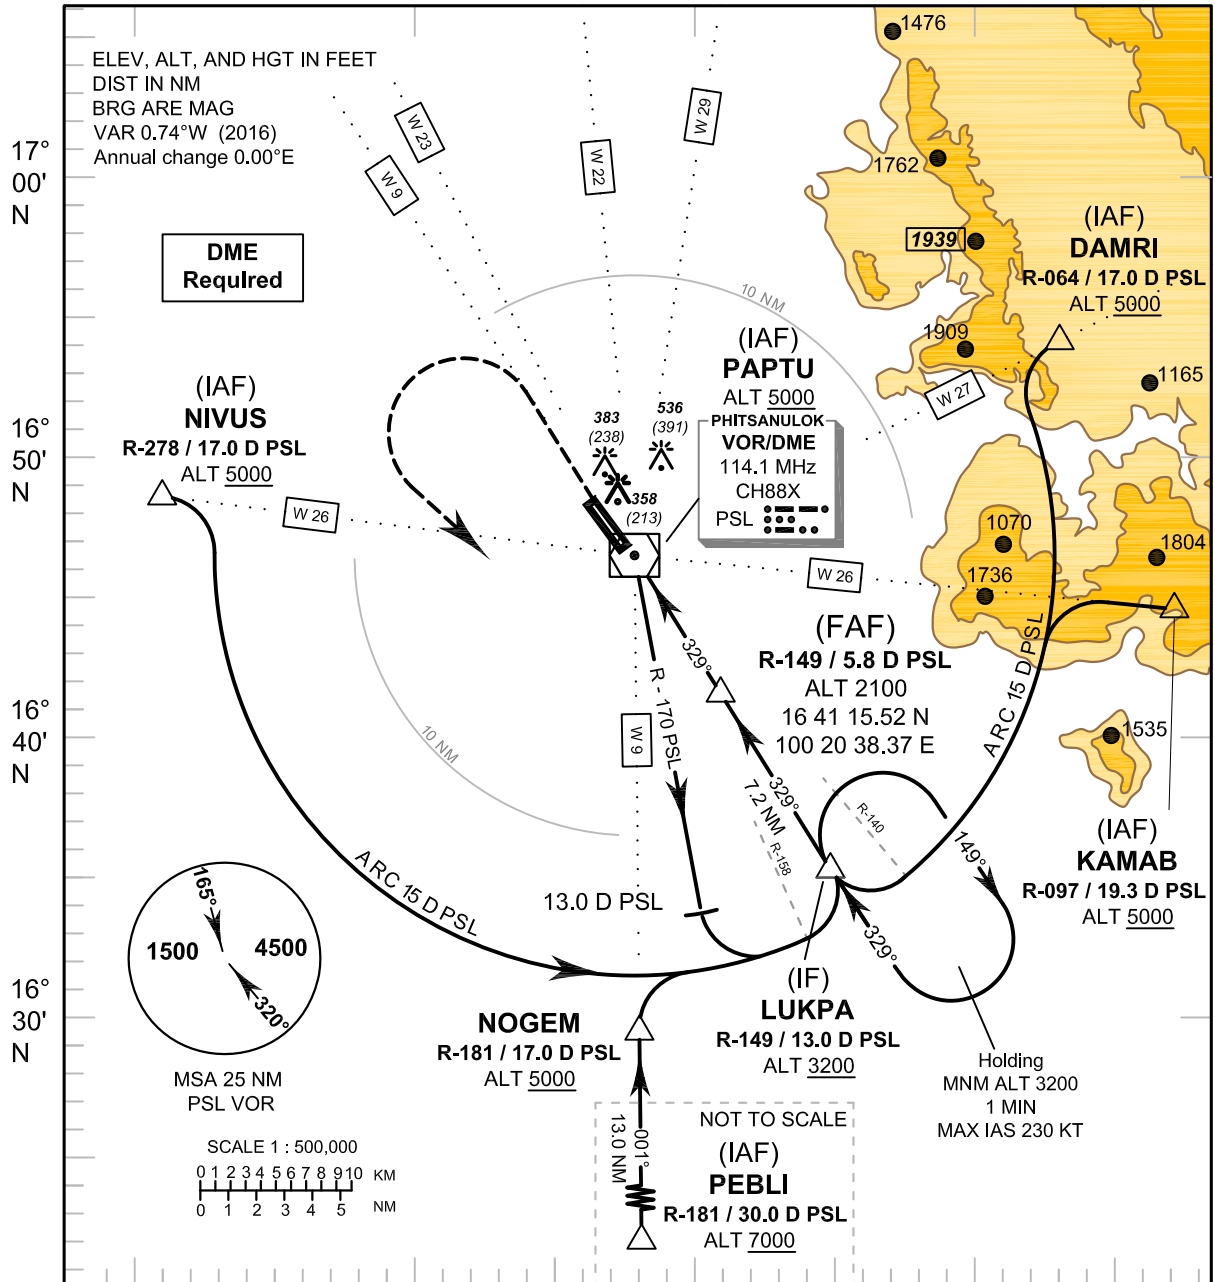 ELEV, ALT, AND HGT IN FEET
DIST IN NM
BRG ARE MAG
VAR 0.74°W (2016)
Annual change 0.00°E
17°
00'
N
DME
Required
W 9
W 23
W 22
W 29
1476
1762
1939
1909
1165
(IAF)
DAMRI
R-064 / 17.0 D PSL
ALT 5000
10 NM
W 27
(IAF)
PAPTU
ALT 5000
PHITSANULOK
VOR/DME
114.1 MHz
CH88X
PSL
383
(238)
536
(391)
358
(213)
(IAF)
NIVUS
R-278 / 17.0 D PSL
ALT 5000
16°
50'
N
W 26
W 26
1070
1736
1804
(FAF)
R-149 / 5.8 D PSL
ALT 2100
16 41 15.52 N
100 20 38.37 E
329°
R - 170 PSL
W 9
10 NM
16°
40'
N
ARC 15 D PSL
1535
329°
7.2 NM
R-158
R-140
149°
329°
(IAF)
KAMAB
R-097 / 19.3 D PSL
ALT 5000
ARC 15 D PSL
13.0 D PSL
165°
1500
4500
320°
MSA 25 NM
PSL VOR
16°
30'
N
NOGEM
R-181 / 17.0 D PSL
ALT 5000
(IF)
LUKPA
R-149 / 13.0 D PSL
ALT 3200
Holding
MNM ALT 3200
1 MIN
MAX IAS 230 KT
SCALE 1 : 500,000
0 1 2 3 4 5 6 7 8 9 10 KM
0 1 2 3 4 5 NM
001°
13.0 NM
NOT TO SCALE
(IAF)
PEBLI
R-181 / 30.0 D PSL
ALT 7000